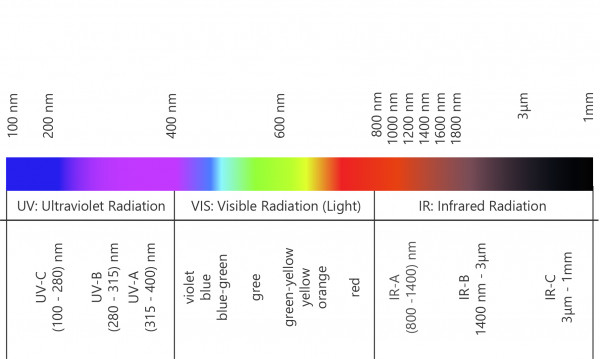 100 nm
200 nm
400 nm
600 nm
800 nm
1000 nm
1200 nm
1400 nm
1600 nm
1800 nm
3µm
1mm
UV: Ultraviolet Radiation
VIS: Visible Radiation (Light)
IR: Infrared Radiation
UV-C
(100 - 280) nm
UV-B
(280 - 315) nm
UV-A
(315 - 400) nm
violet
blue
blue-green
gree
green-yellow
yellow
orange
red
IR-A
(800 -1400) nm
IR-B
1400 nm - 3µm
IR-C
3µm - 1mm